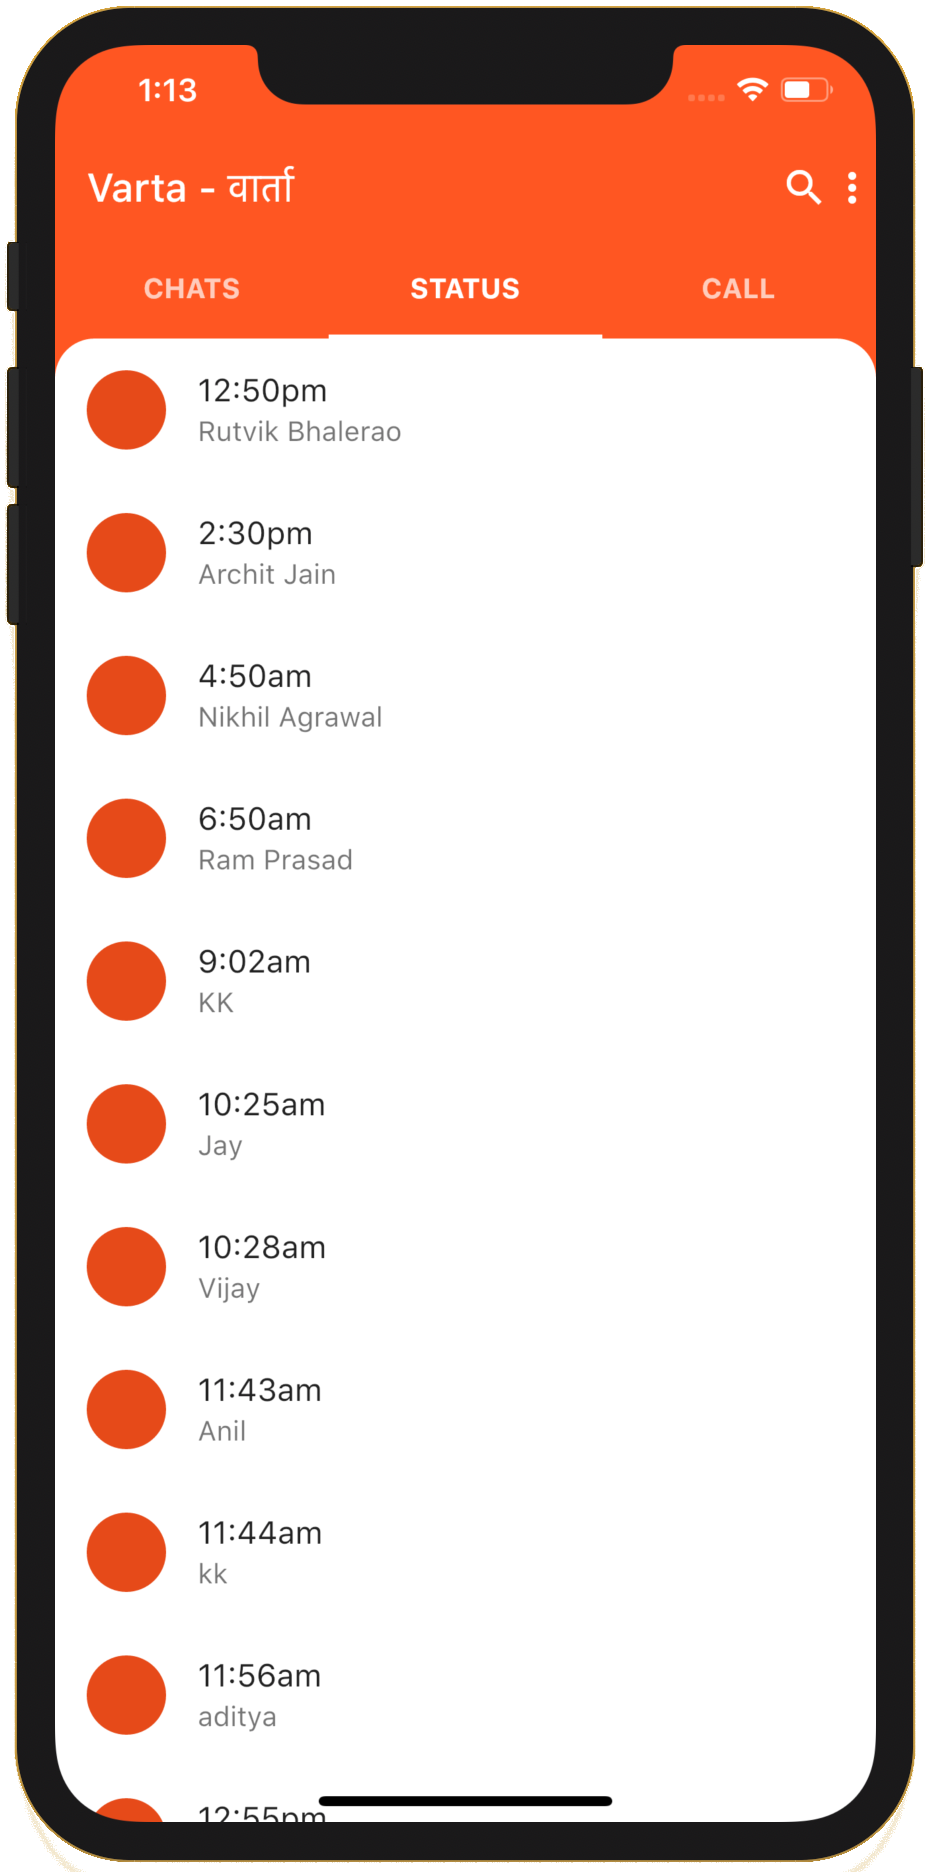 1:13
Varta - वार्ता
CHATS STATUS CALL
12:50pm
Rutvik Bhalerao
2:30pm
Archit Jain
4:50am
Nikhil Agrawal
6:50am
Ram Prasad
9:02am
KK
10:25am
Jay
10:28am
Vijay
11:43am
Anil
11:44am
kk
11:56am
aditya
12:55pm